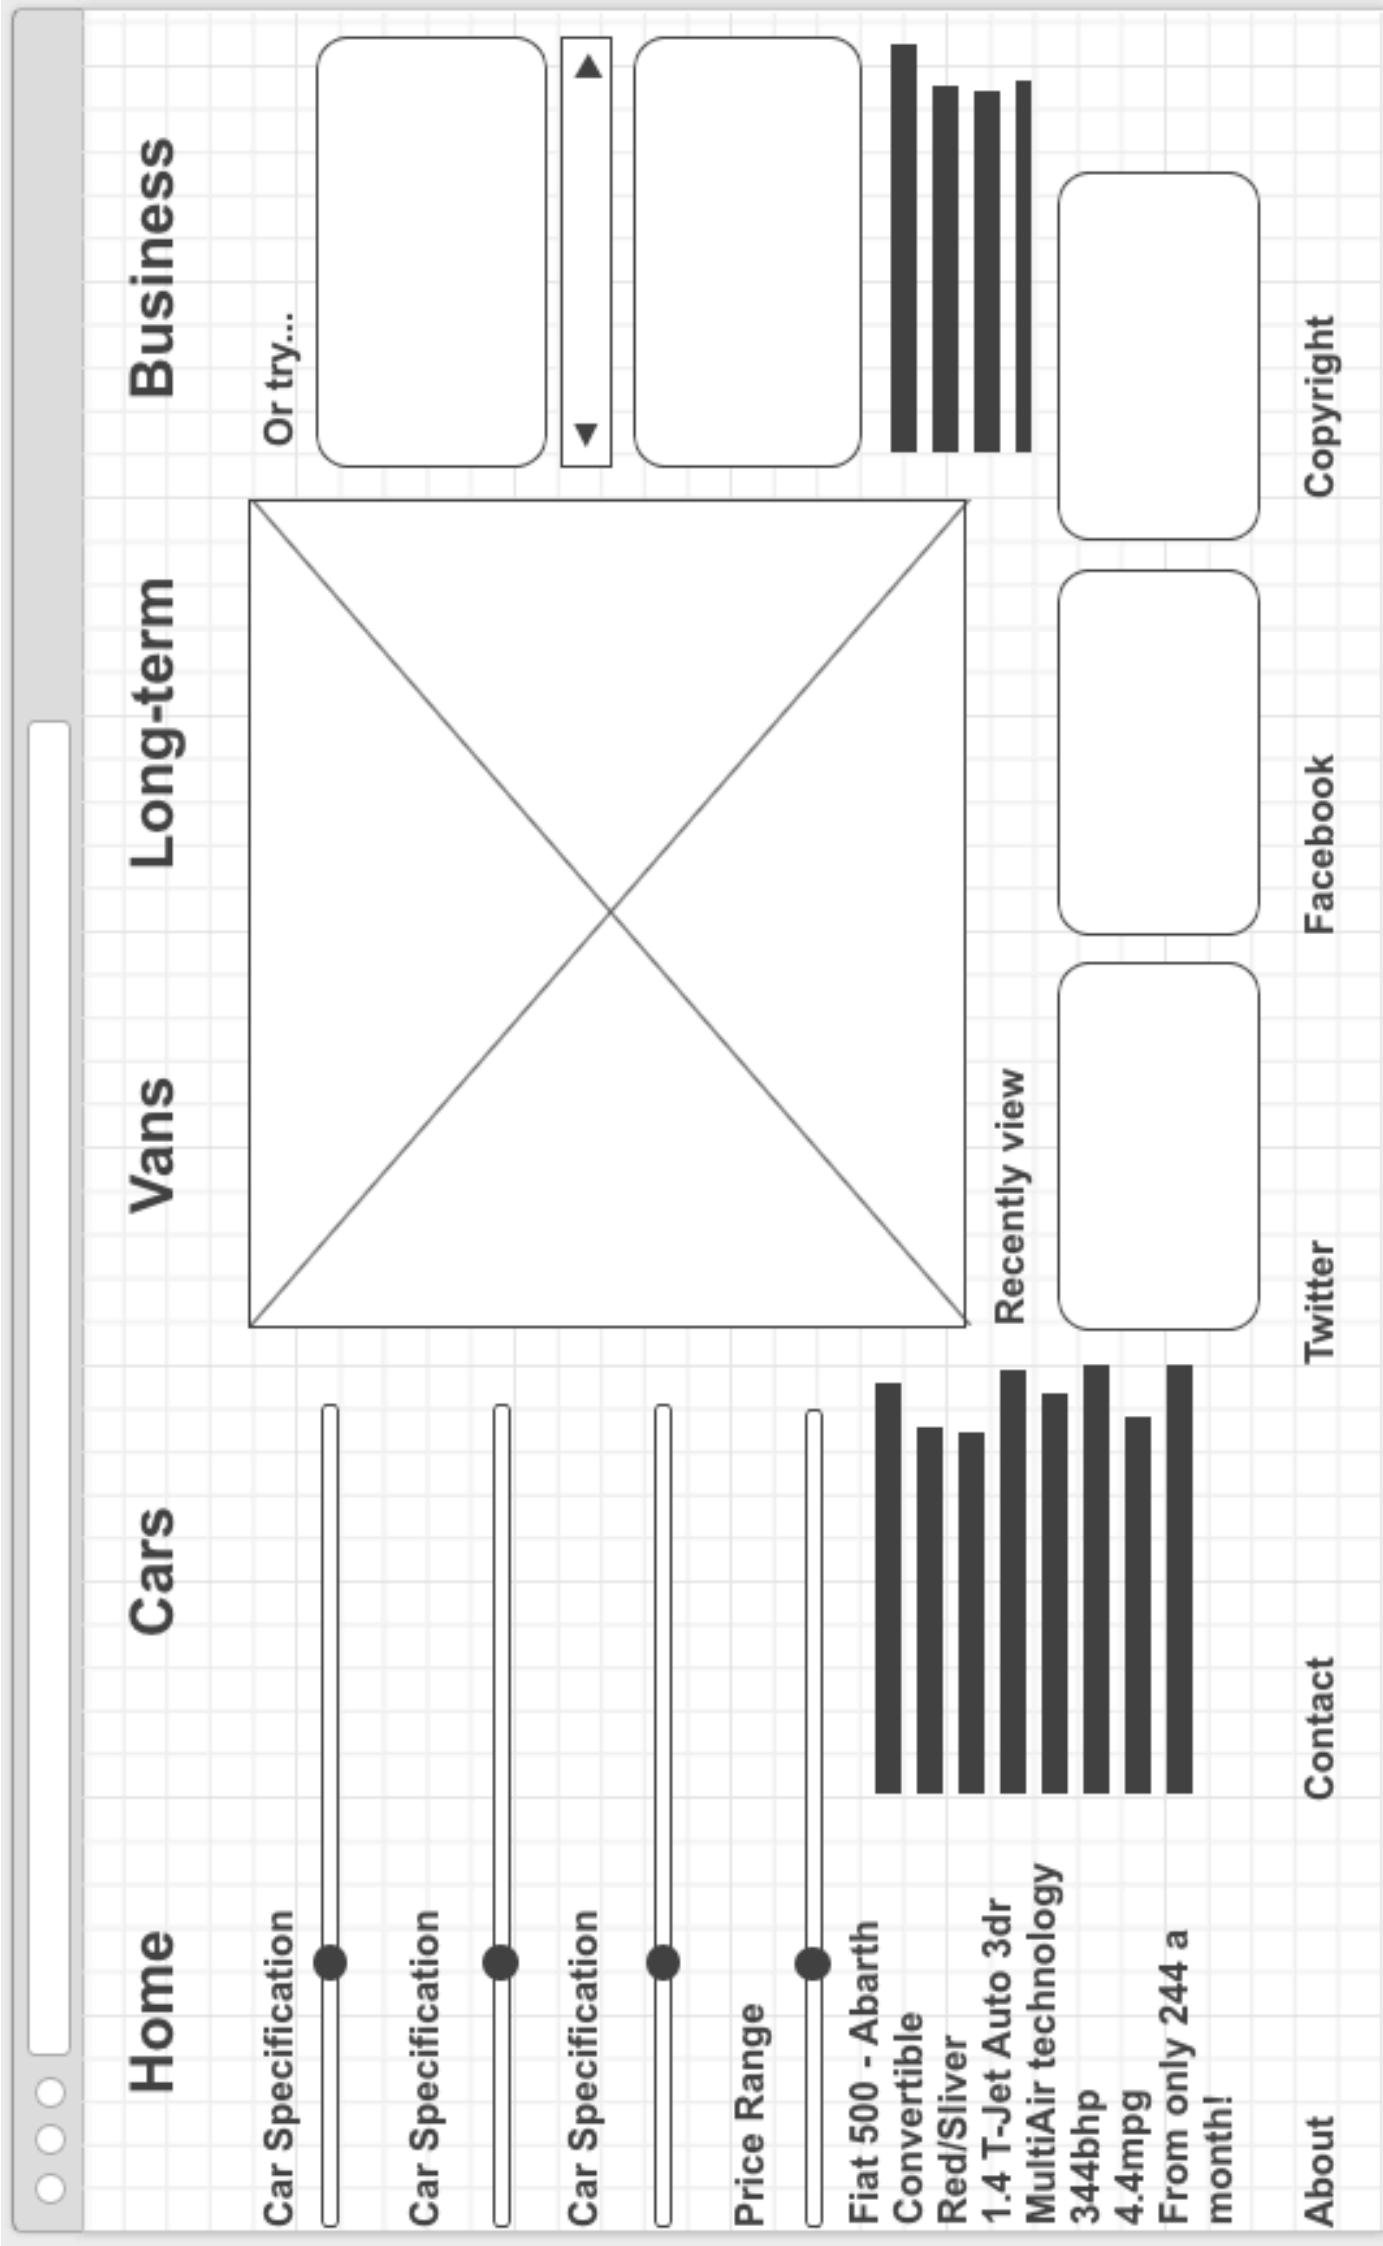 Home Cars Vans Long-term Business
Car Specification
Car Specification
Car Specification
Price Range
Fiat 500 - Abarth
Convertible
Red/Sliver
1.4 T-Jet Auto 3dr
MultiAir technology
344bhp
4.4mpg
From only 244 a
month!
Or try...
Recently view
About Contact Twitter Facebook Copyright